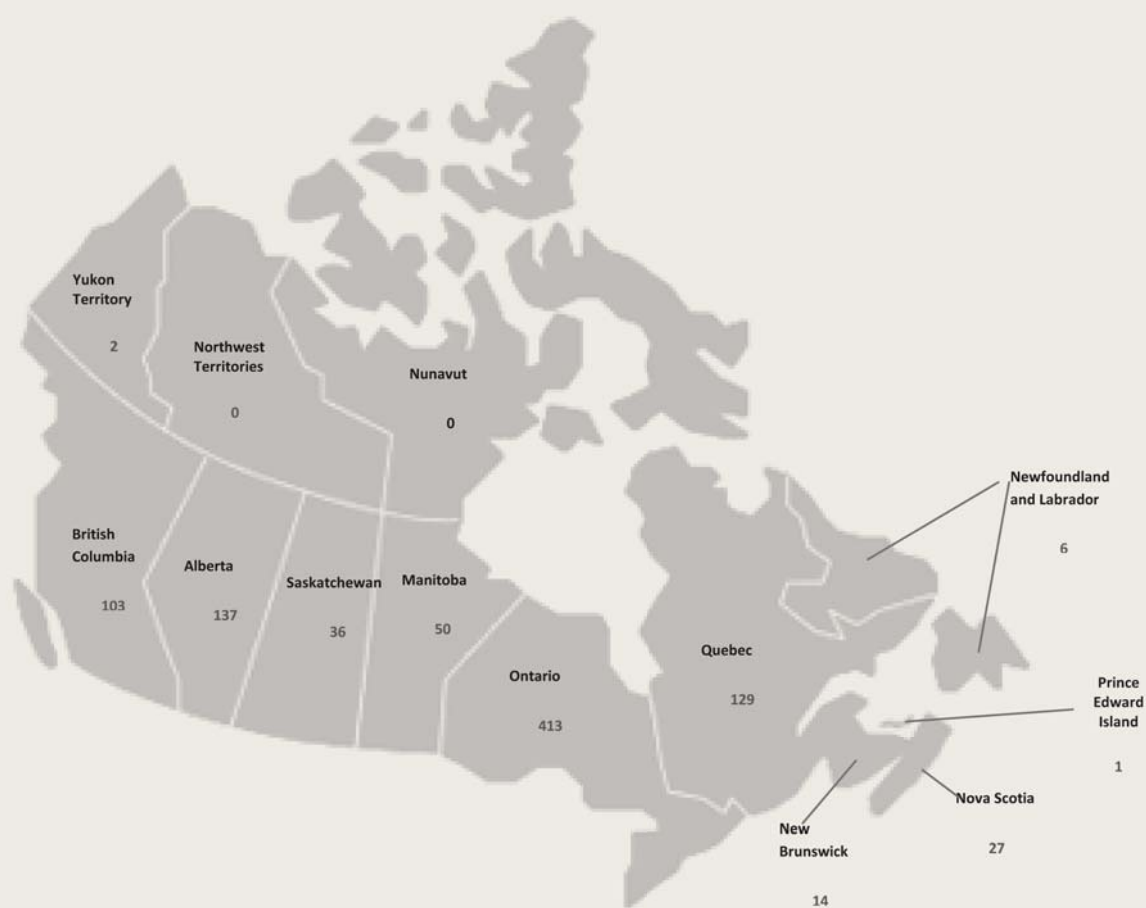 Yukon
Territory
2
Northwest
Territories
0
Nunavut
0
British
Columbia
103
Alberta
137
Saskatchewan
36
Manitoba
50
Ontario
413
Quebec
129
Newfoundland
and Labrador
6
Prince
Edward
Island
1
Nova Scotia
27
New
Brunswick
14